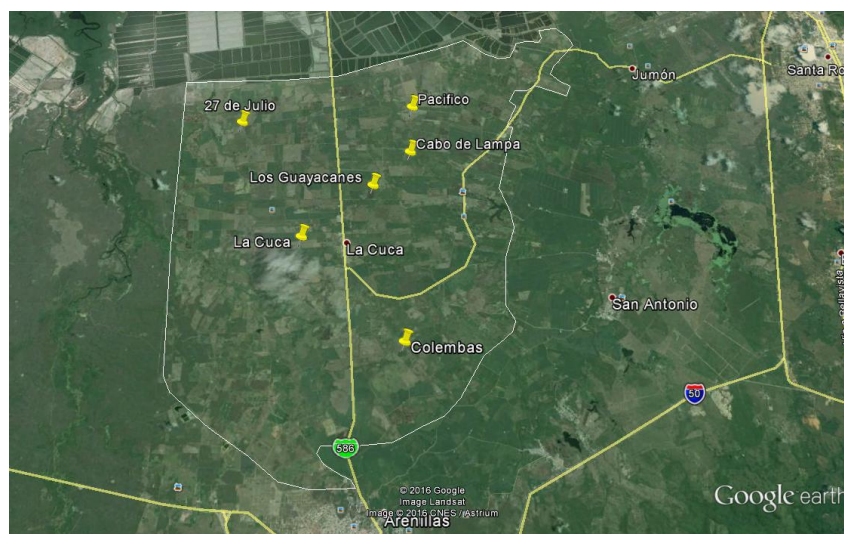 Jumón
Santa Ro
27 de Julio
Pacifico
Cabo de Lampa
Los Guayacanes
La Cuca
La Cuca
San Antonio
Bellavista
Colembas
50
586
© 2016 Google
Image Landsat
Image © 2016 CNES / Astrium
Google earth
Arenillas